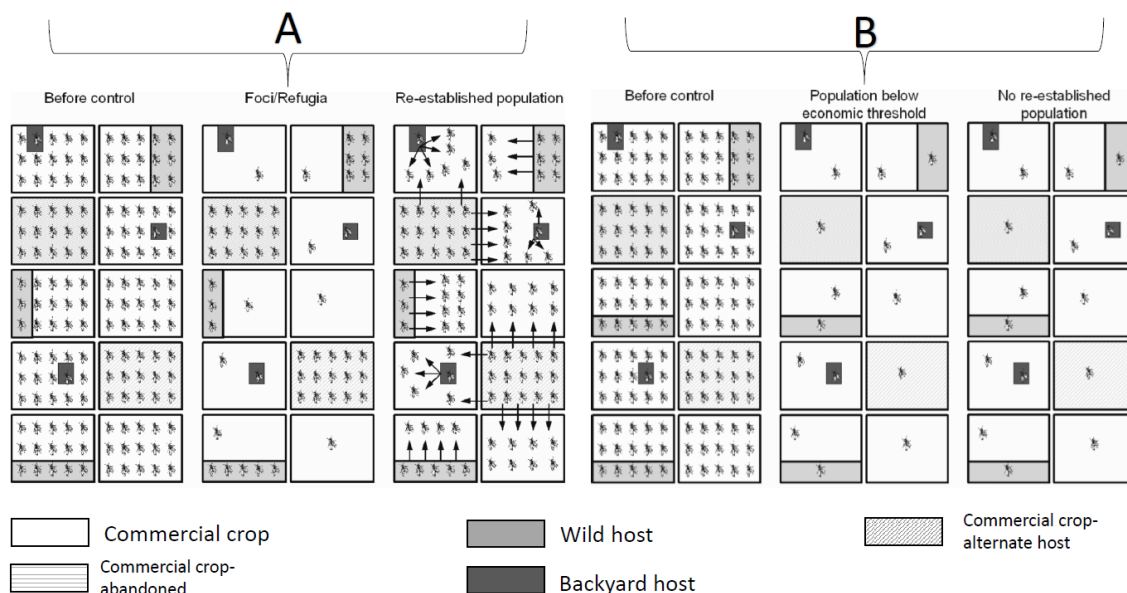 A
B
Before control
Foci/Refugia
Re-established population
Before control
Population below
economic threshold
No re-established
population
Commercial crop
Wild host
Commercial crop-
alternate host
Commercial crop-
abandoned
Backyard host